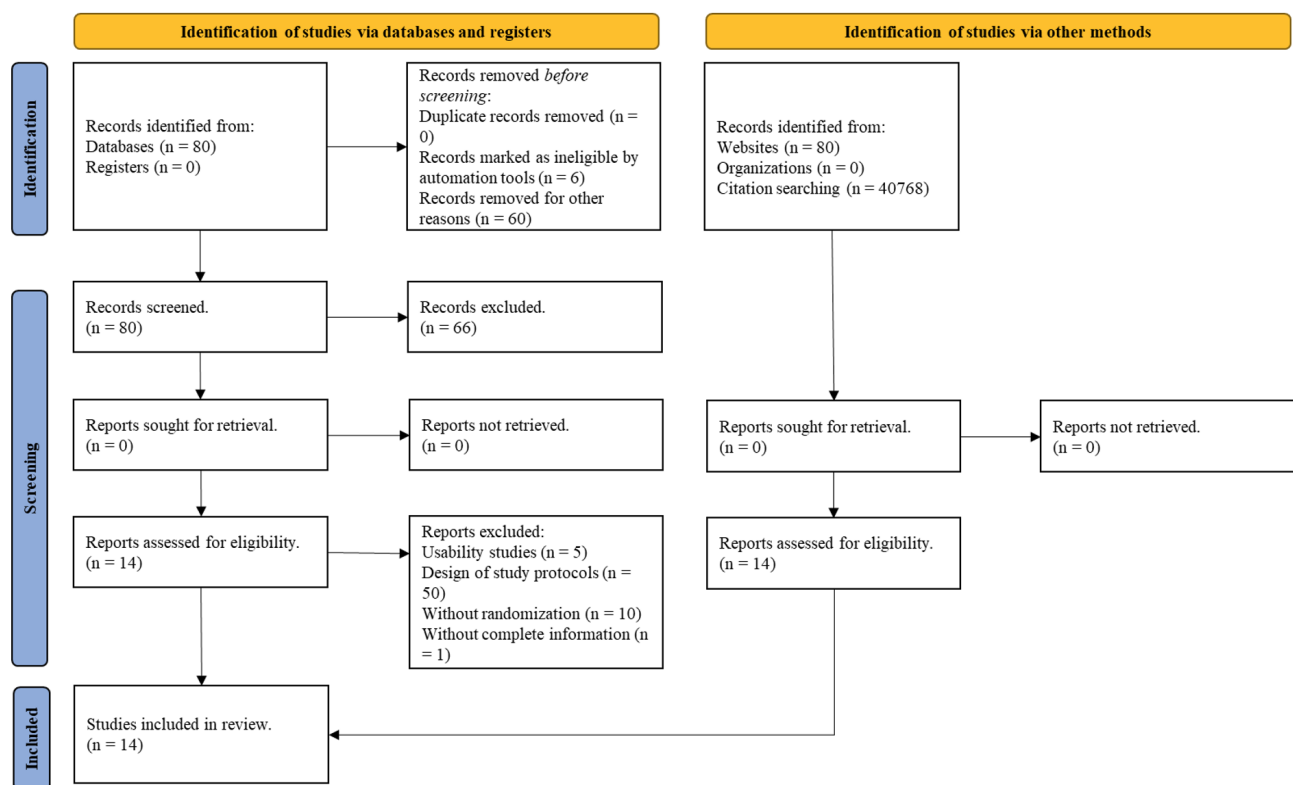 Identification of studies via databases and registers
Identification of studies via other methods
Identification
Records identified from:
Databases (n = 80)
Registers (n = 0)
Records removed before
screening:
Duplicate records removed (n =
0)
Records marked as ineligible by
automation tools (n = 6)
Records removed for other
reasons (n = 60)
Records identified from:
Websites (n = 80)
Organizations (n = 0)
Citation searching (n = 40768)
Screening
Records screened.
(n = 80)
Records excluded.
(n = 66)
Reports sought for retrieval.
(n = 0)
Reports not retrieved.
(n = 0)
Reports sought for retrieval.
(n = 0)
Reports not retrieved.
(n = 0)
Reports assessed for eligibility.
(n = 14)
Reports excluded:
Usability studies (n = 5)
Design of study protocols (n =
50)
Without randomization (n = 10)
Without complete information (n
= 1)
Reports assessed for eligibility.
(n = 14)
Included
Studies included in review.
(n = 14)